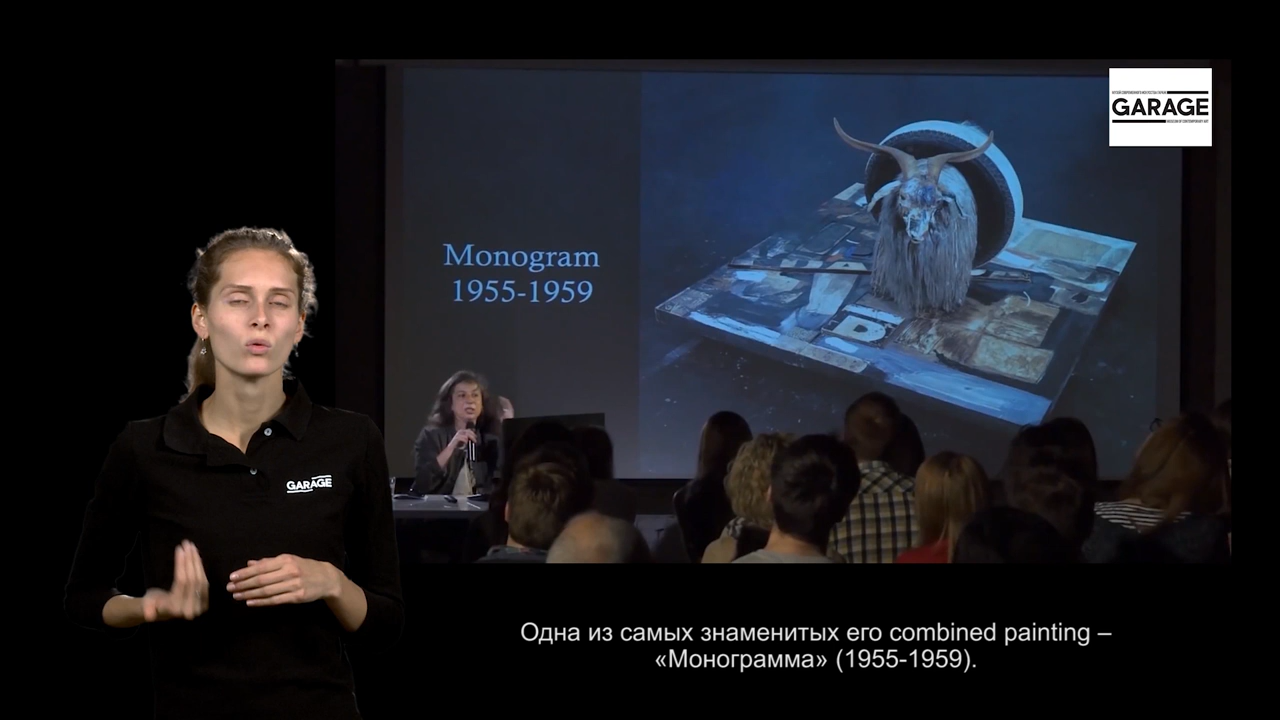 GARAGE
Monogram
1955-1959
GARAGE
Одна из самых знаменитых его combined painting –
«Монограмма» (1955-1959).